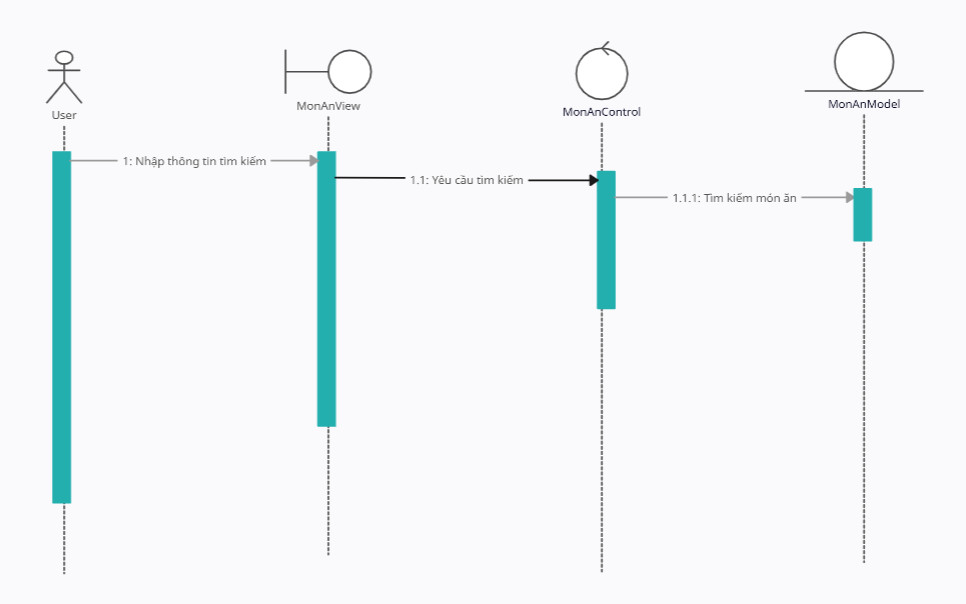 User
MonAnView
MonAnControl
MonAnModel
1: Nhập thông tin tìm kiếm
1.1: Yêu cầu tìm kiếm
1.1.1: Tìm kiếm món ăn